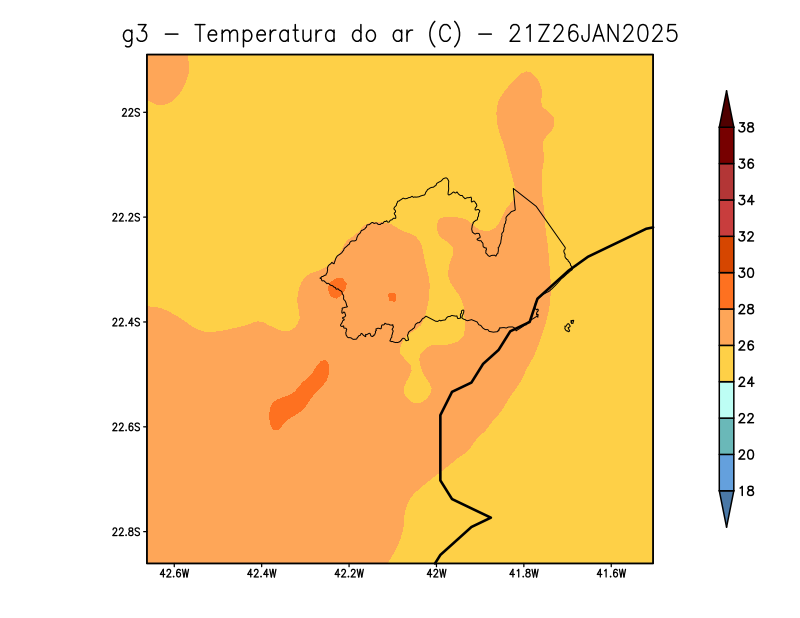 g3 – Temperatura do ar (C) – 21Z26JAN2025
22S
22.2S
22.4S
22.6S
22.8S
42.6W
42.4W
42.2W
42W
41.8W
41.6W
38
36
34
32
30
28
26
24
22
20
18